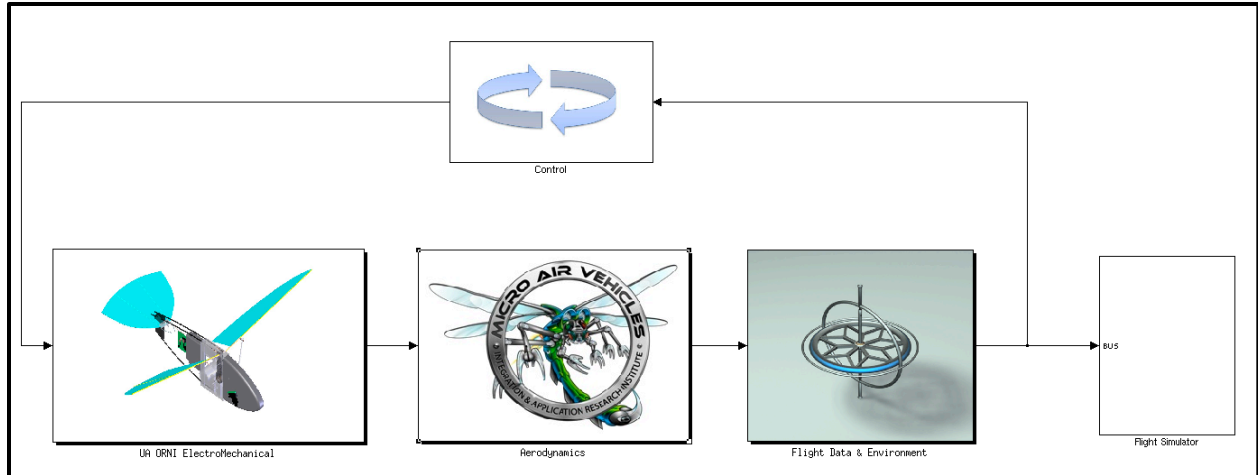 Control
MICRO AIR VEHICLES
INTEGRATION & APPLICATION RESEARCH INSTITUTE
BUS
UA ORNI ElectroMechanical
Aerodynamics
Flight Data & Environment
Flight Simulator